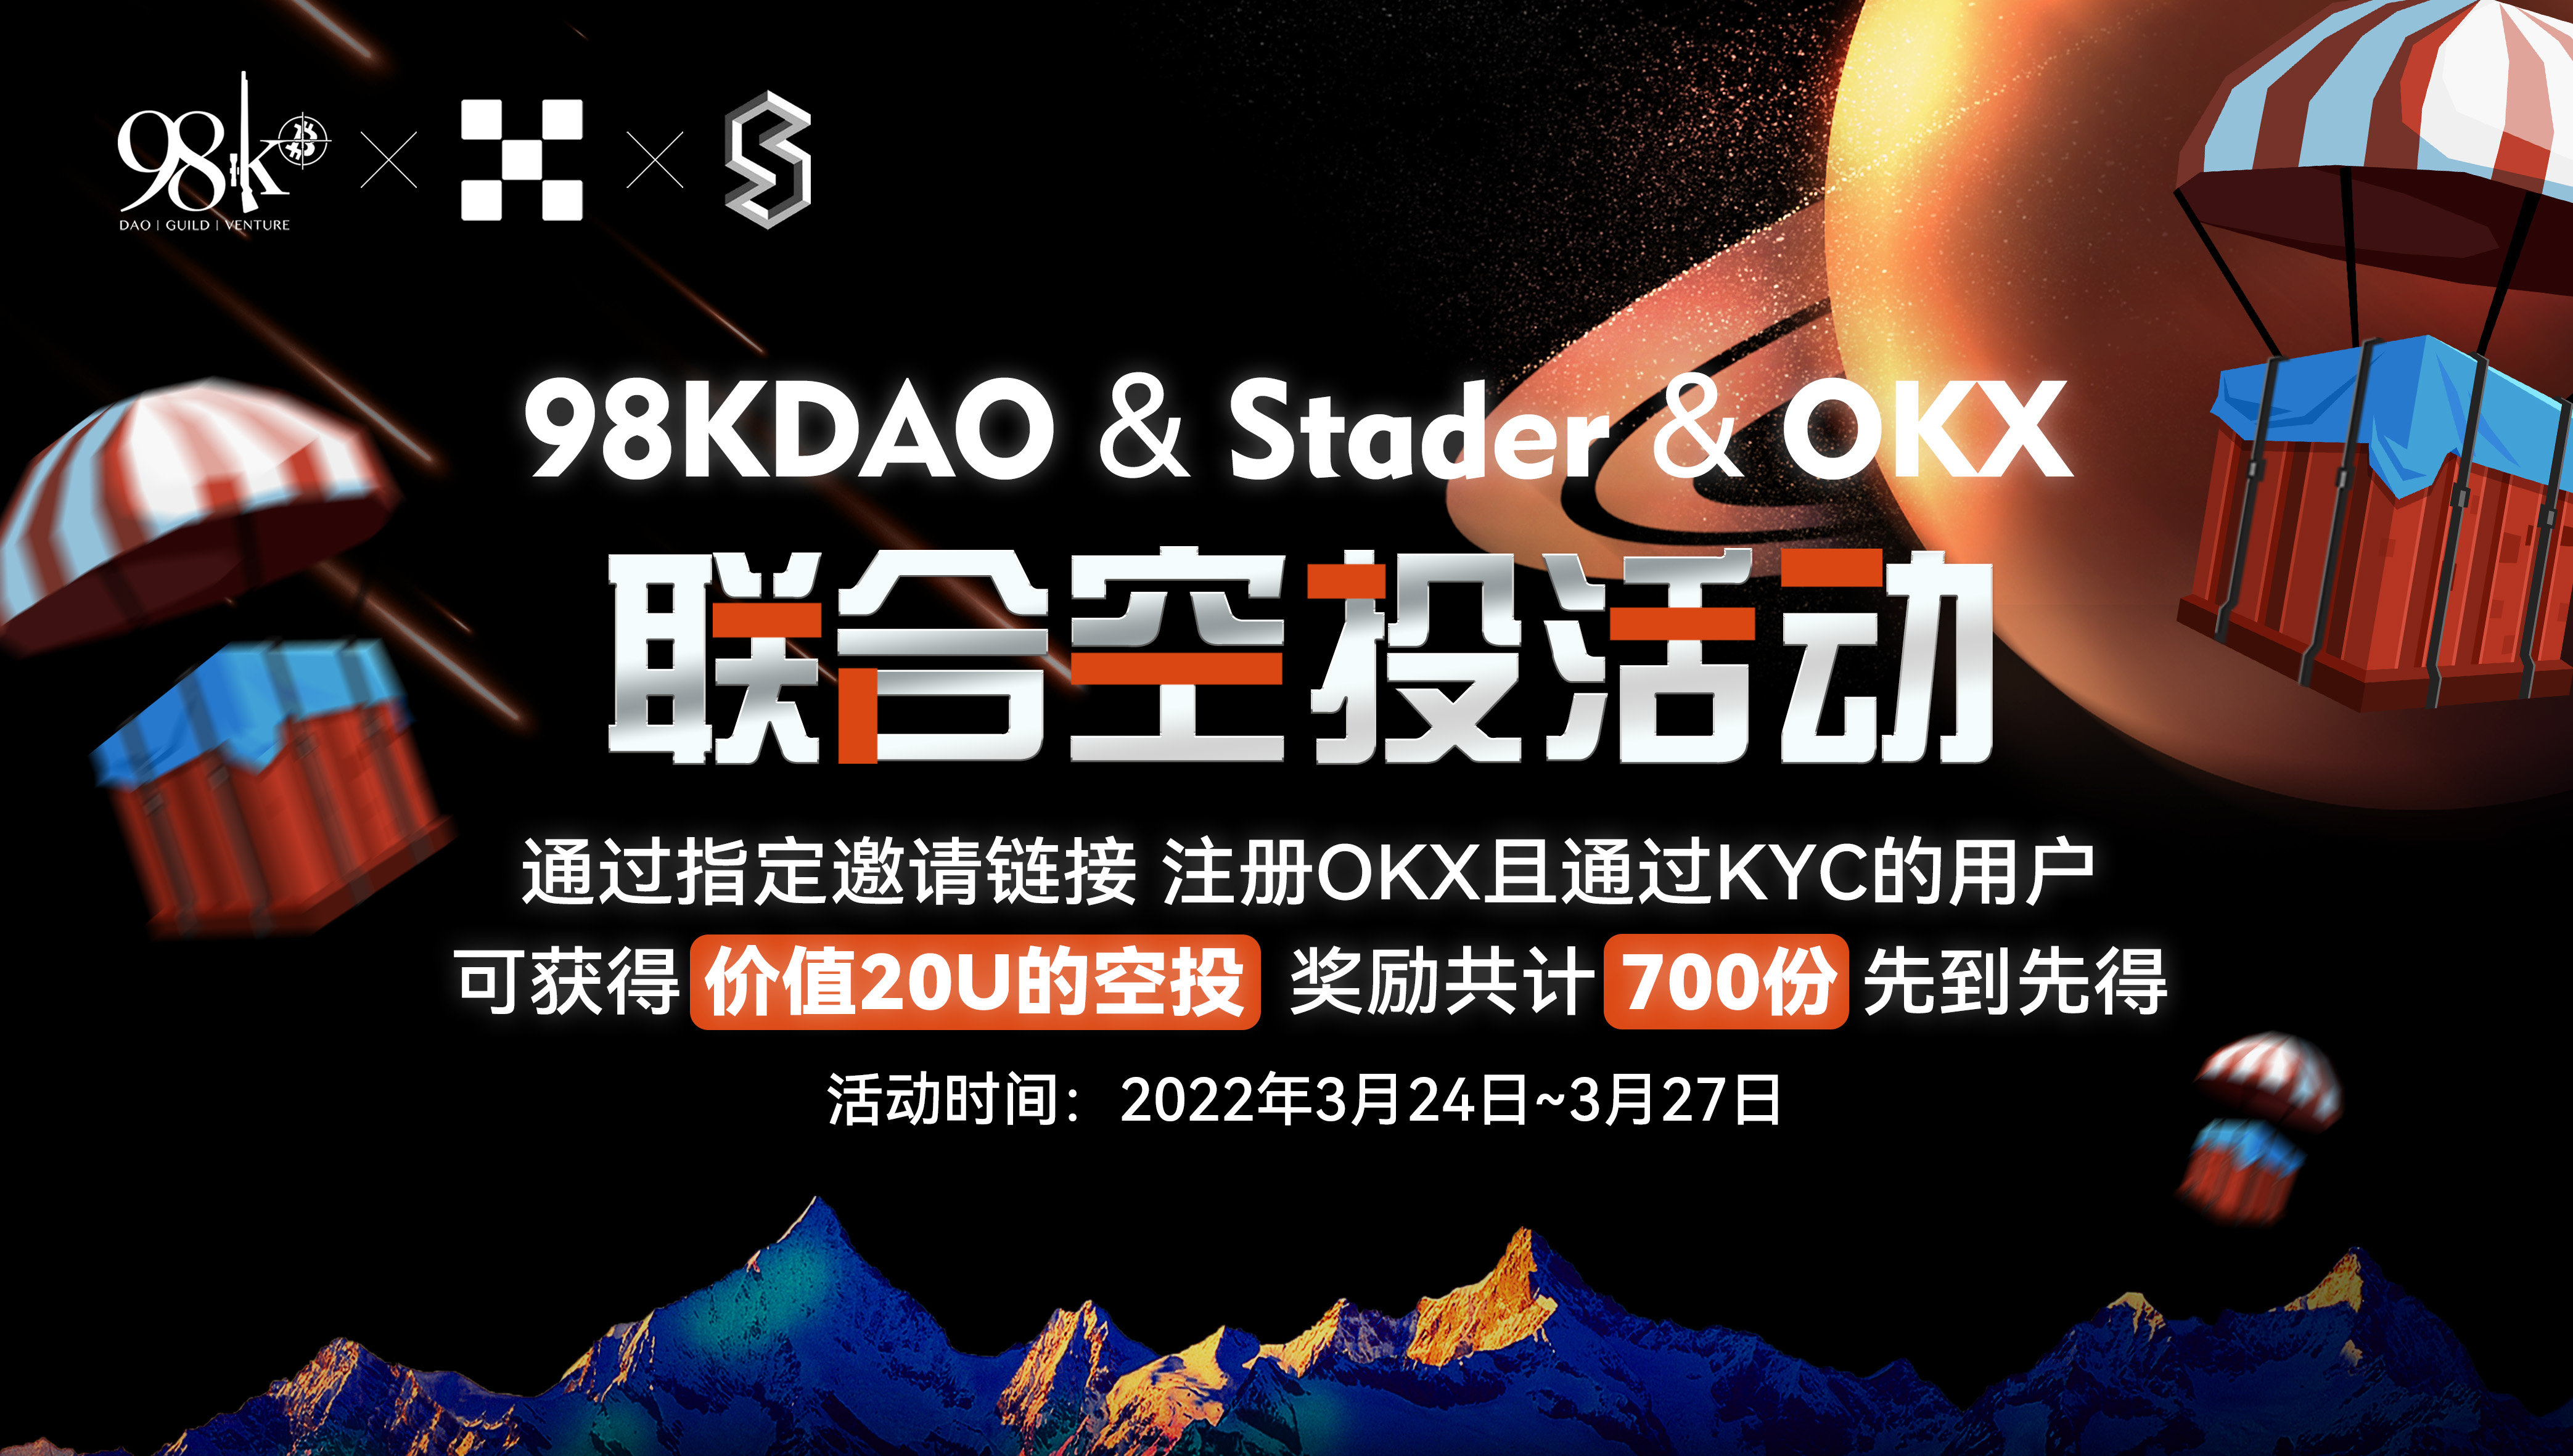 98k
DAO | GUILD | VENTURE
98KDAO & Stader & OKX
联合空投活动
通过指定邀请链接 注册OKX且通过KYC的用户
可获得 价值20U的空投 奖励共计 700份 先到先得
活动时间：2022年3月24日~3月27日